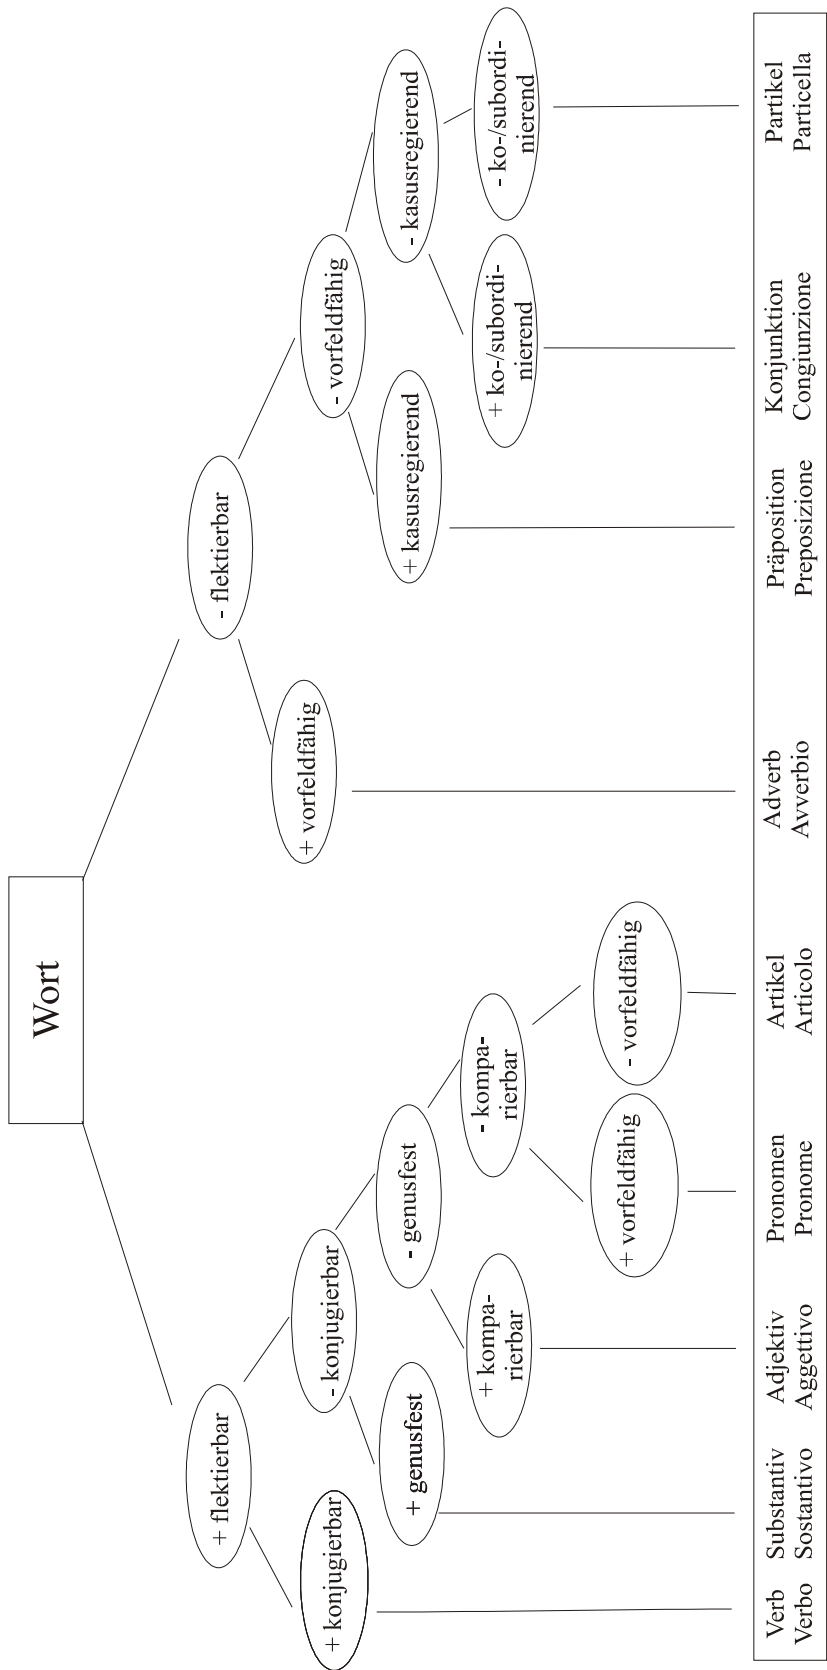 Wort
+ flektierbar
- flektierbar
+ konjugierbar
- konjugierbar
+ vorfeldfähig
- vorfeldfähig
+ genusfest
- genusfest
+ kasusregierend
- kasusregierend
+ kompa-
rierbar
- kompa-
rierbar
+ ko-/subordi-
nierend
- ko-/subordi-
nierend
+ vorfeldfähig
- vorfeldfähig
Verb Substantiv Adjektiv Pronomen Artikel Adverb Präposition Konjunktion Partikel
Verbo Sostantivo Aggettivo Pronome Articolo Avverbio Preposizione Congiunzione Particella